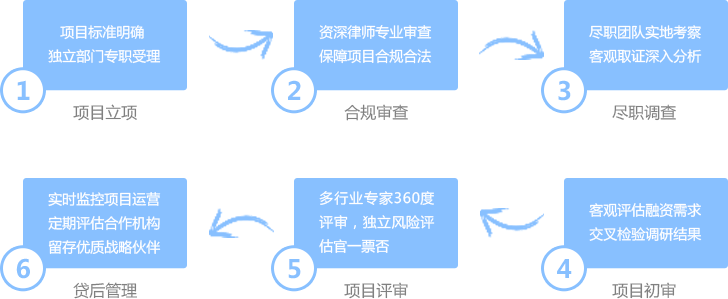 项目标准明确
独立部门专职受理
1
项目立项
资深律师专业审查
保障项目合规合法
2
合规审查
尽职团队实地考察
客观取证深入分析
3
尽职调查
客观评估融资需求
交叉检验调研结果
4
项目初审
多行业专家360度
评审，独立风险评
估官一票否
5
项目评审
实时监控项目运营
定期评估合作机构
留存优质战略伙伴
6
贷后管理